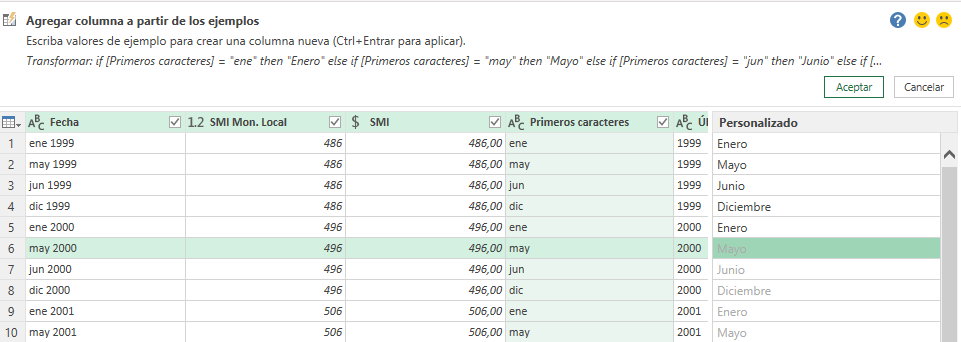 Agregar columna a partir de los ejemplos
Escriba valores de ejemplo para crear una columna nueva (Ctrl+Entrar para aplicar).
Transformar: if [Primeros caracteres] = "ene" then "Enero" else if [Primeros caracteres] = "may" then "Mayo" else if [Primeros caracteres] = "jun" then "Junio" else if [...
Aceptar Cancelar
ABC Fecha 1.2 SMI Mon. Local $ SMI ABC Primeros caracteres ABC Úl Personalizado
1 ene 1999 486 486,00 ene 1999 Enero
2 may 1999 486 486,00 may 1999 Mayo
3 jun 1999 486 486,00 jun 1999 Junio
4 dic 1999 486 486,00 dic 1999 Diciembre
5 ene 2000 496 496,00 ene 2000 Enero
6 may 2000 496 496,00 may 2000 Mayo
7 jun 2000 496 496,00 jun 2000 Junio
8 dic 2000 496 496,00 dic 2000 Diciembre
9 ene 2001 506 506,00 ene 2001 Enero
10 may 2001 506 506,00 may 2001 Mayo